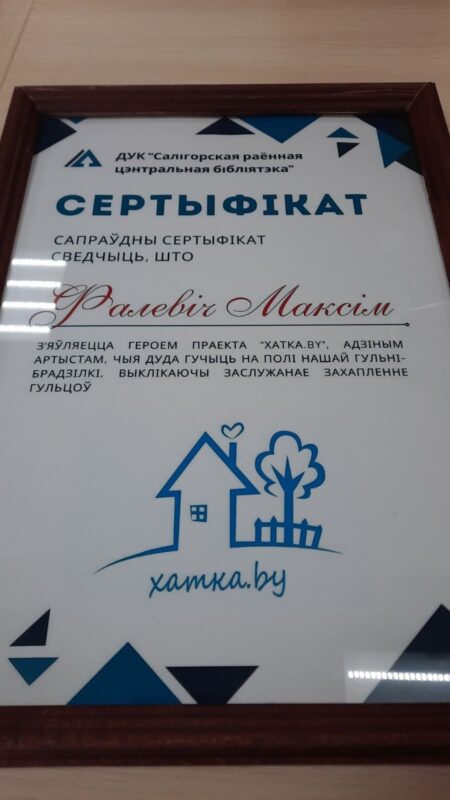 ДУК "Салігорская раённая
цэнтральная бібліятэка"
СЕРТЫФІКАТ
САПРАЎДНЫ СЕРТЫФІКАТ
СВЕДЧЫЦЬ, ШТО
Фалевіч Максім
З'ЯЎЛЯЕЦЦА ГЕРОЕМ ПРАЕКТА "ХАТКА.BY", АДЗІНЫМ
АРТЫСТАМ, ЧЫЯ ДУДА ГУЧЫЦЬ НА ПОЛІ НАШАЙ ГУЛЬНІ-
БРАДЗІЛКІ, ВЫКЛІКАЮЧЫ ЗАСЛУЖАНАЕ ЗАХАПЛЕННЕ
ГУЛЬЦОЎ
хатка.by